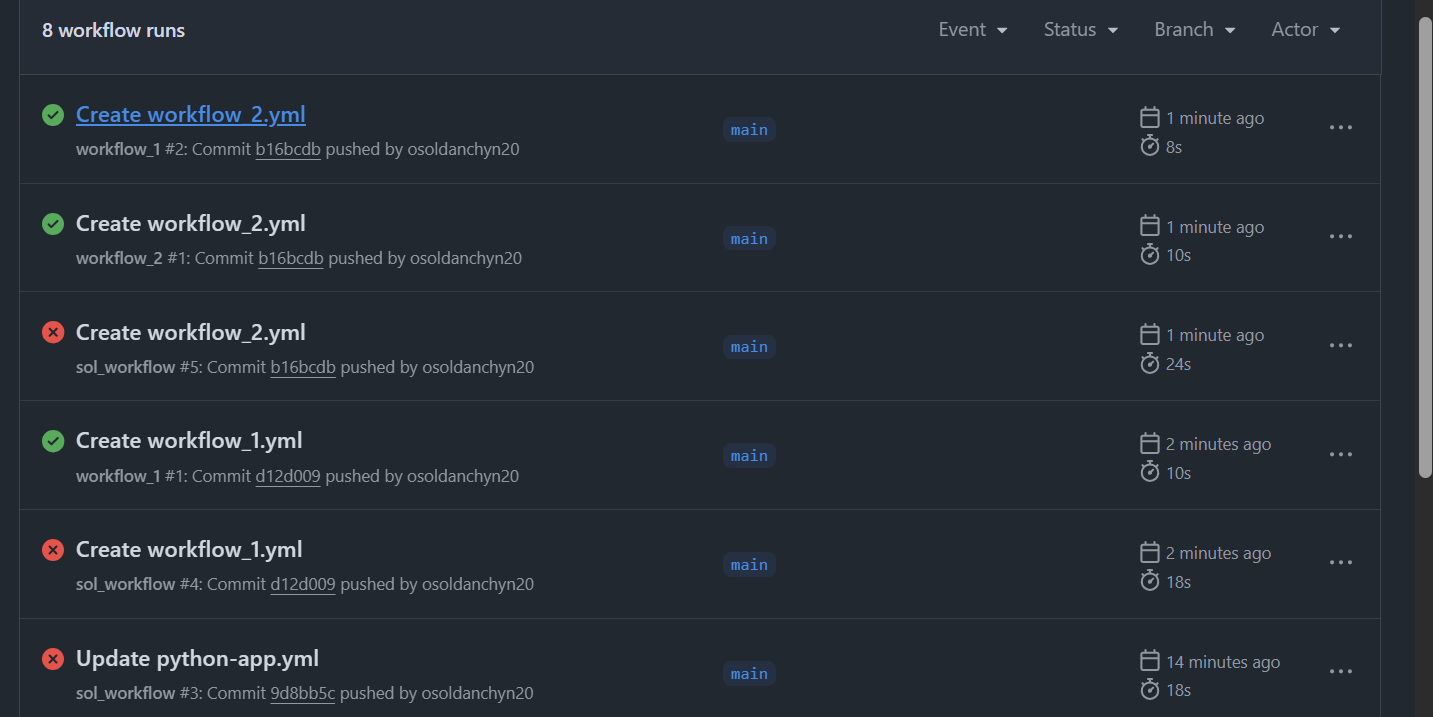 8 workflow runs
Event Status Branch Actor
Create workflow_2.yml
workflow_1 #2: Commit b16bcdb pushed by osoldanchyn20
main
1 minute ago
8s
Create workflow_2.yml
workflow_2 #1: Commit b16bcdb pushed by osoldanchyn20
main
1 minute ago
10s
Create workflow_2.yml
sol_workflow #5: Commit b16bcdb pushed by osoldanchyn20
main
1 minute ago
24s
Create workflow_1.yml
workflow_1 #1: Commit d12d009 pushed by osoldanchyn20
main
2 minutes ago
10s
Create workflow_1.yml
sol_workflow #4: Commit d12d009 pushed by osoldanchyn20
main
2 minutes ago
18s
Update python-app.yml
sol_workflow #3: Commit 9d8bb5c pushed by osoldanchyn20
main
14 minutes ago
18s